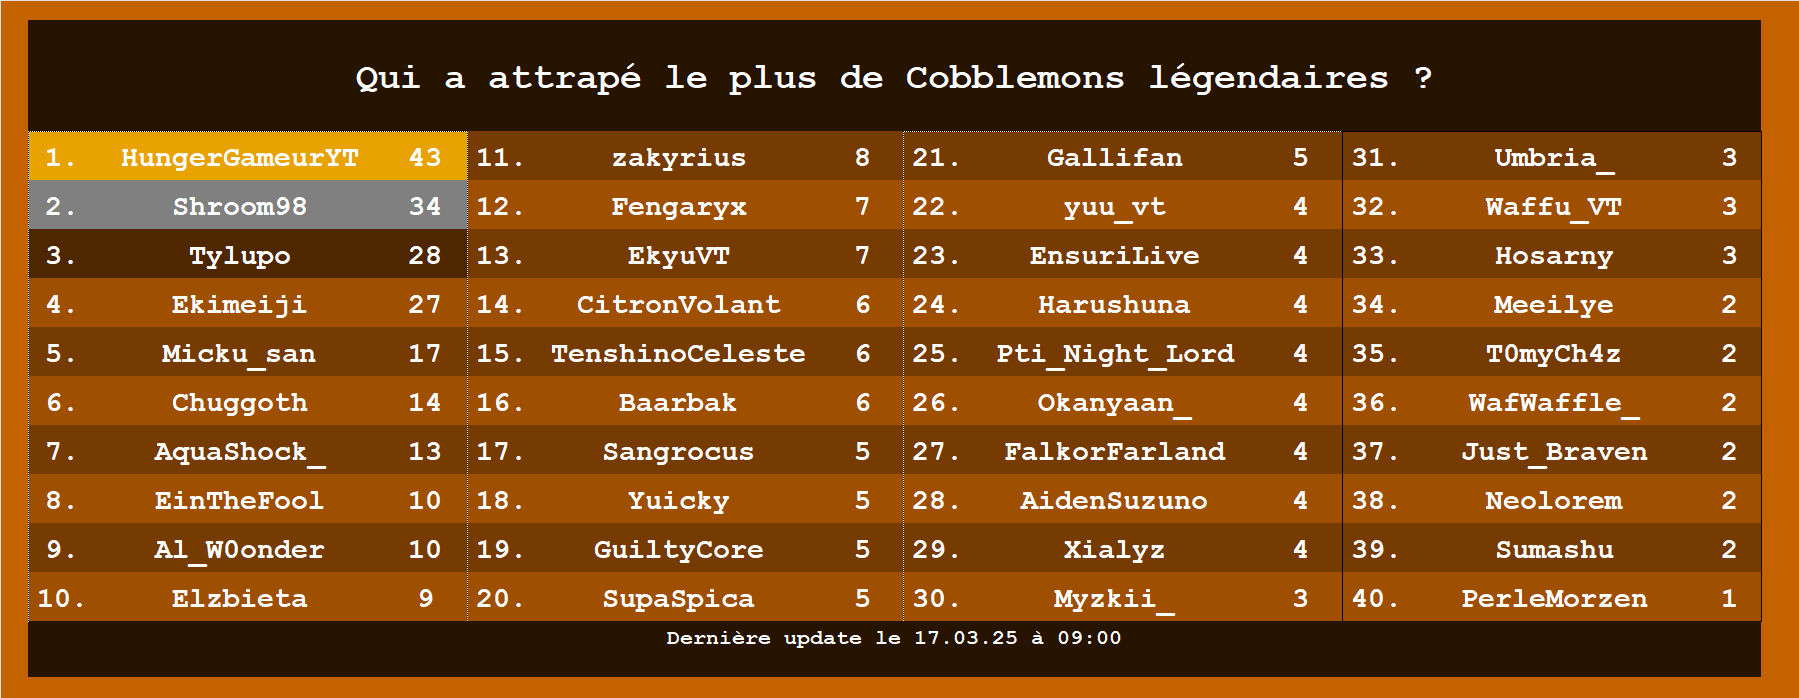 Qui a attrapé le plus de Cobblemons légendaires ?
1. HungerGameurYT 43
2. Shroom98 34
3. Tylupo 28
4. Ekimeiji 27
5. Micku_san 17
6. Chuggoth 14
7. AquaShock_ 13
8. EinTheFool 10
9. Al_W0onder 10
10. Elzbieta 9
11. zakyrius 8
12. Fengaryx 7
13. EkyuVT 7
14. CitronVolant 6
15. TenshinoCeleste 6
16. Baarbak 6
17. Sangrocus 5
18. Yuicky 5
19. GuiltyCore 5
20. SupaSpica 5
21. Gallifan 5
22. yuu_vt 4
23. EnsuriLive 4
24. Harushuna 4
25. Pti_Night_Lord 4
26. Okanyaan_ 4
27. FalkorFarland 4
28. AidenSuzuno 4
29. Xialyz 4
30. Myzkii_ 3
31. Umbria_ 3
32. Waffu_VT 3
33. Hosarny 3
34. Meeilye 2
35. T0myCh4z 2
36. WafWaffle_ 2
37. Just_Braven 2
38. Neolorem 2
39. Sumashu 2
40. PerleMorzen 1
Dernière update le 17.03.25 à 09:00